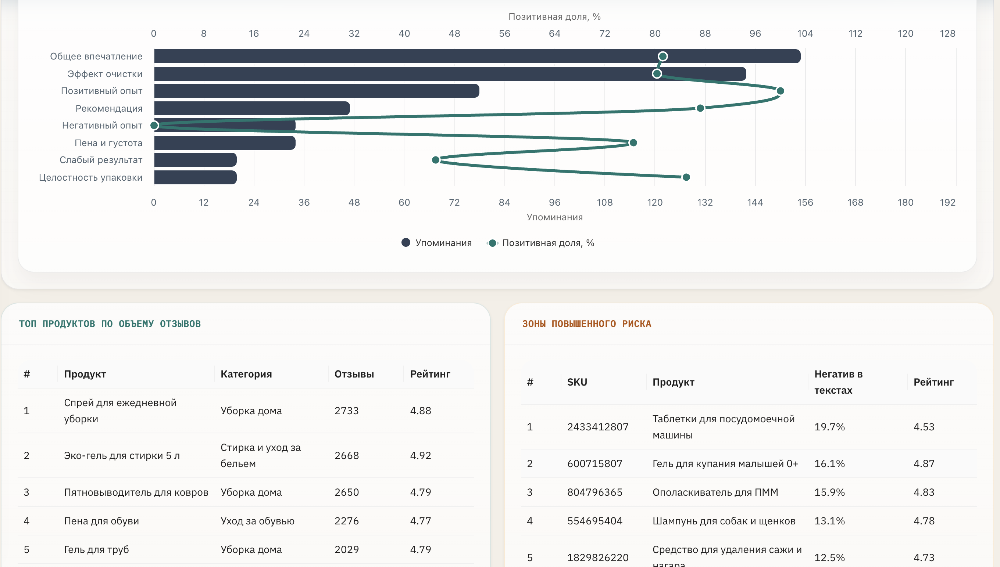 Позитивная доля, %
0 8 16 24 32 40 48 56 64 72 80 88 96 104 112 120 128
Общее впечатление
Эффект очистки
Позитивный опыт
Рекомендация
Негативный опыт
Пена и густота
Слабый результат
Целостность упаковки
0 12 24 36 48 60 72 84 96 108 120 132 144 156 168 180 192
Упоминания
Упоминания Позитивная доля, %
ТОП ПРОДУКТОВ ПО ОБЪЕМУ ОТЗЫВОВ
# Продукт Категория Отзывы Рейтинг
1 Спрей для ежедневной
уборки Уборка дома 2733 4.88
2 Эко-гель для стирки 5 л Стирка и уход за
бельем 2668 4.92
3 Пятновыводитель для ковров Уборка дома 2650 4.79
4 Пена для обуви Уход за обувью 2276 4.77
5 Гель для труб Уборка дома 2029 4.79
ЗОНЫ ПОВЫШЕННОГО РИСКА
# SKU Продукт Негатив в
текстах Рейтинг
1 2433412807 Таблетки для посудомоечной
машины 19.7% 4.53
2 600715807 Гель для купания малышей 0+ 16.1% 4.87
3 804796365 Ополаскиватель для ПММ 15.9% 4.83
4 554695404 Шампунь для собак и щенков 13.1% 4.78
5 1829826220 Средство для удаления сажи и
нагара 12.5% 4.73